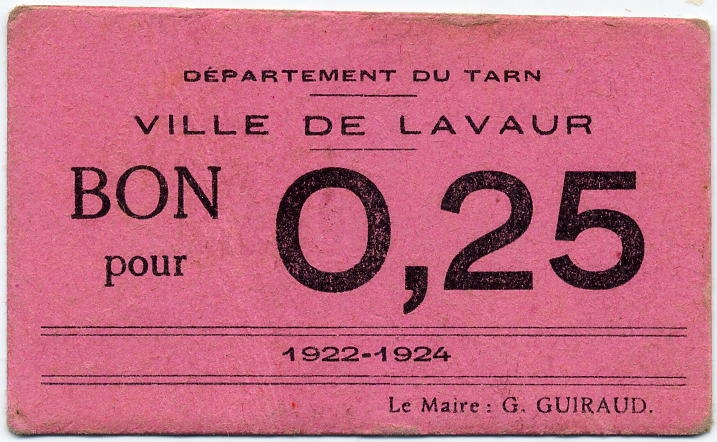 DÉPARTEMENT DU TARN
VILLE DE LAVAUR
BON
pour
0,25
1922-1924
Le Maire : G. GUIRAUD.